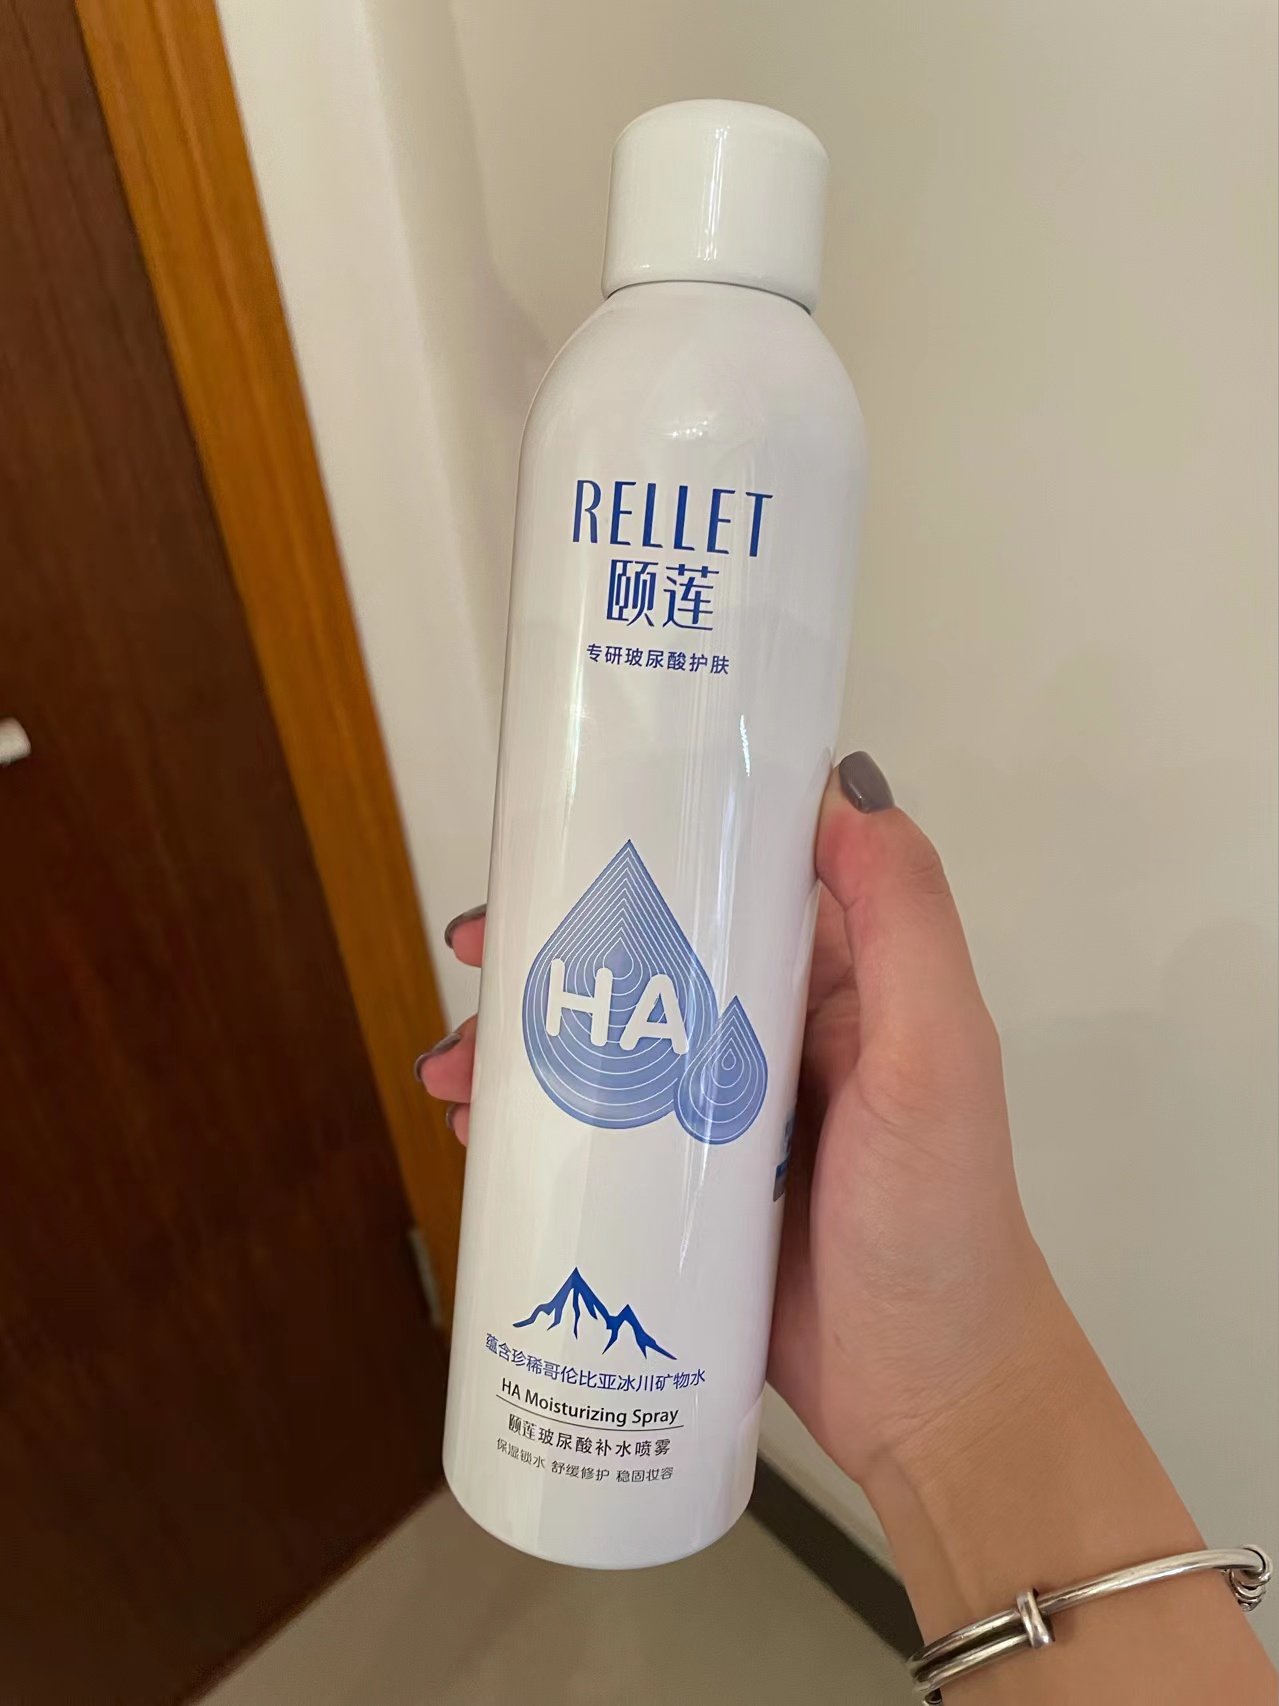 RELLET
颐莲
专研玻尿酸护肤
HA
蕴含珍稀哥伦比亚冰川矿物水
HA Moisturizing Spray
颐莲玻尿酸补水喷雾
保湿锁水 舒缓修护 稳固妆容